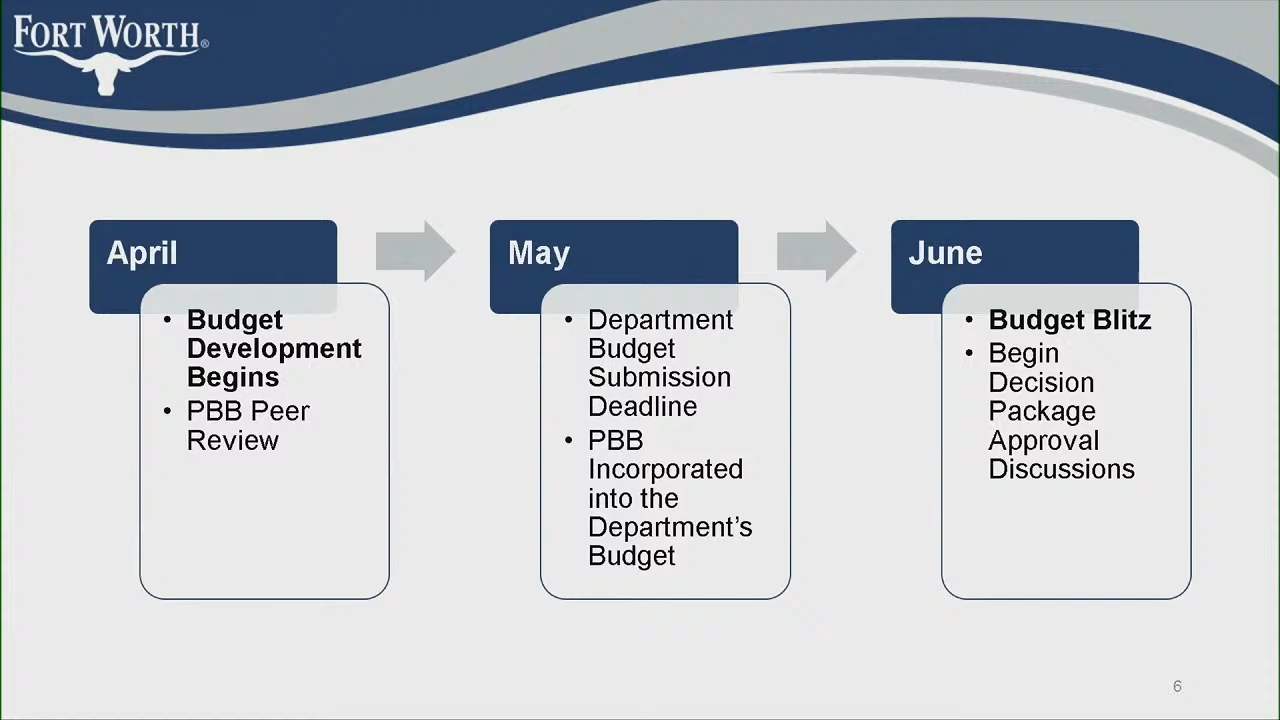 FORT WORTH®
April
• Budget
Development
Begins
• PBB Peer
Review
May
• Department
Budget
Submission
Deadline
• PBB
Incorporated
into the
Department’s
Budget
June
• Budget Blitz
• Begin
Decision
Package
Approval
Discussions
6